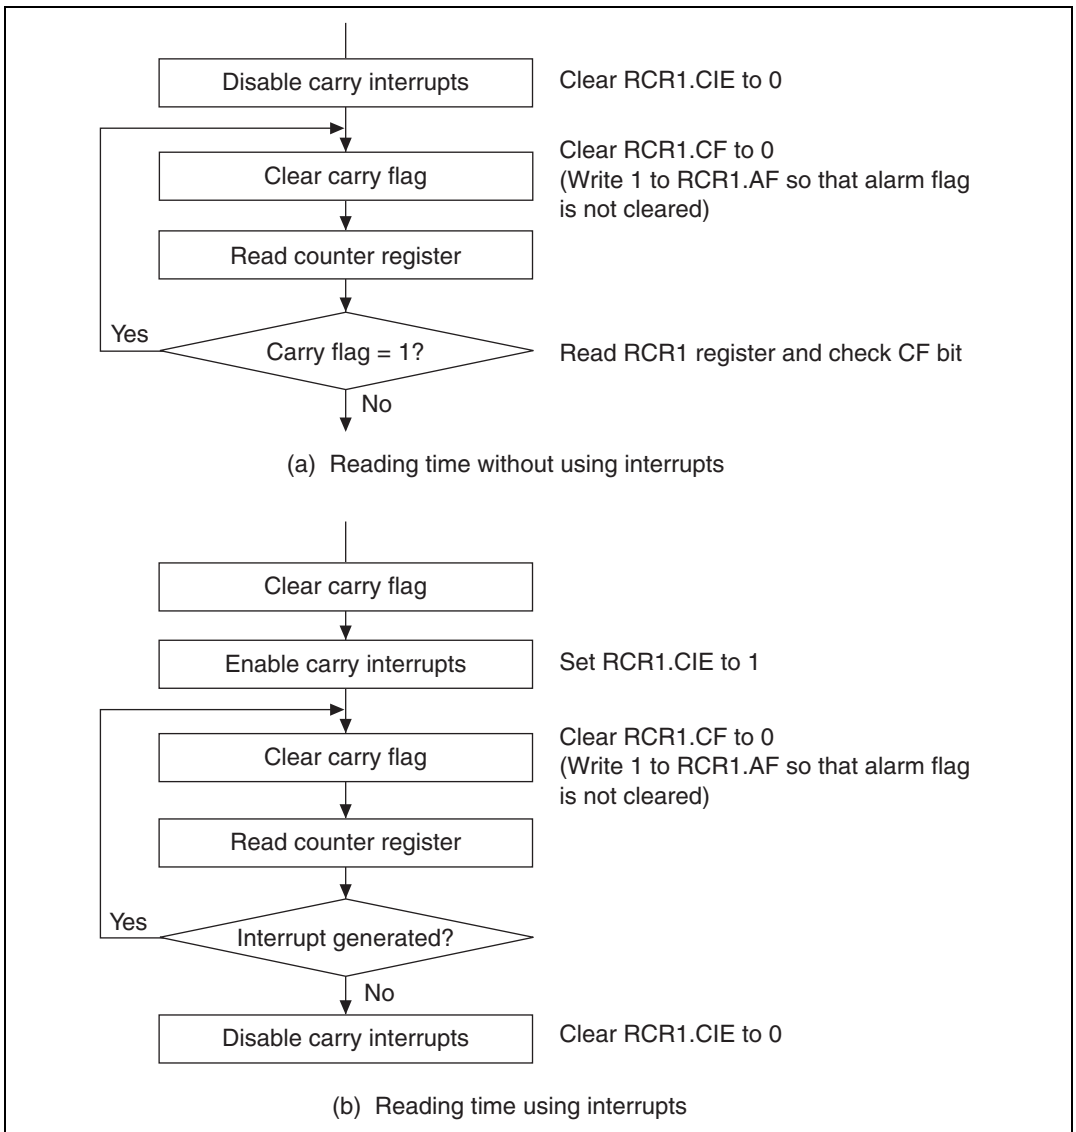 Disable carry interrupts
Clear RCR1.CIE to 0
Clear carry flag
Clear RCR1.CF to 0
(Write 1 to RCR1.AF so that alarm flag
is not cleared)
Read counter register
Yes
Carry flag = 1?
Read RCR1 register and check CF bit
No
(a) Reading time without using interrupts
Clear carry flag
Enable carry interrupts
Set RCR1.CIE to 1
Clear carry flag
Clear RCR1.CF to 0
(Write 1 to RCR1.AF so that alarm flag
is not cleared)
Read counter register
Yes
Interrupt generated?
No
Disable carry interrupts
Clear RCR1.CIE to 0
(b) Reading time using interrupts